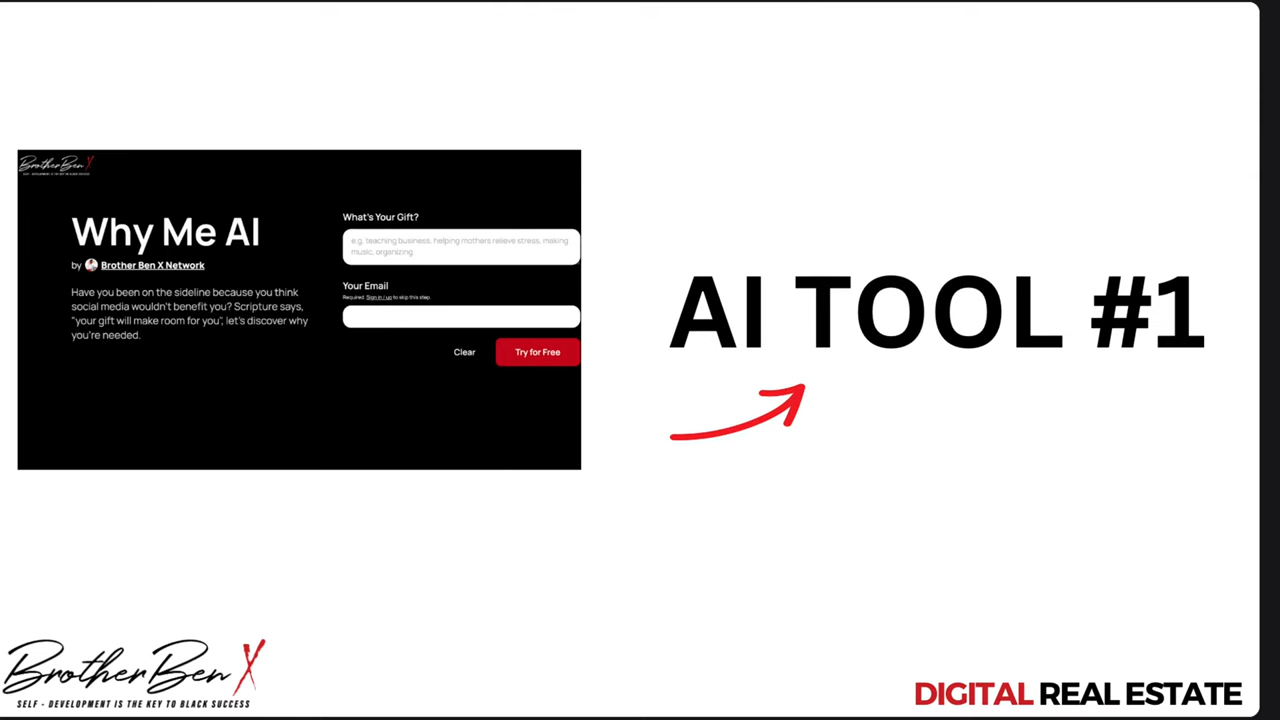 BrotherBen X
SELF - DEVELOPMENT IS THE KEY TO BLACK SUCCESS
Why Me AI
by Brother Ben X Network
Have you been on the sideline because you think
social media wouldn't benefit you? Scripture says,
"your gift will make room for you", let's discover why
you're needed.
What's Your Gift?
e.g. teaching business, helping mothers relieve stress, making
music, organizing
Your Email
Required. Sign in / up to skip this step.
Clear
Try for Free
AI TOOL #1
BrotherBen X
SELF - DEVELOPMENT IS THE KEY TO BLACK SUCCESS
DIGITAL REAL ESTATE